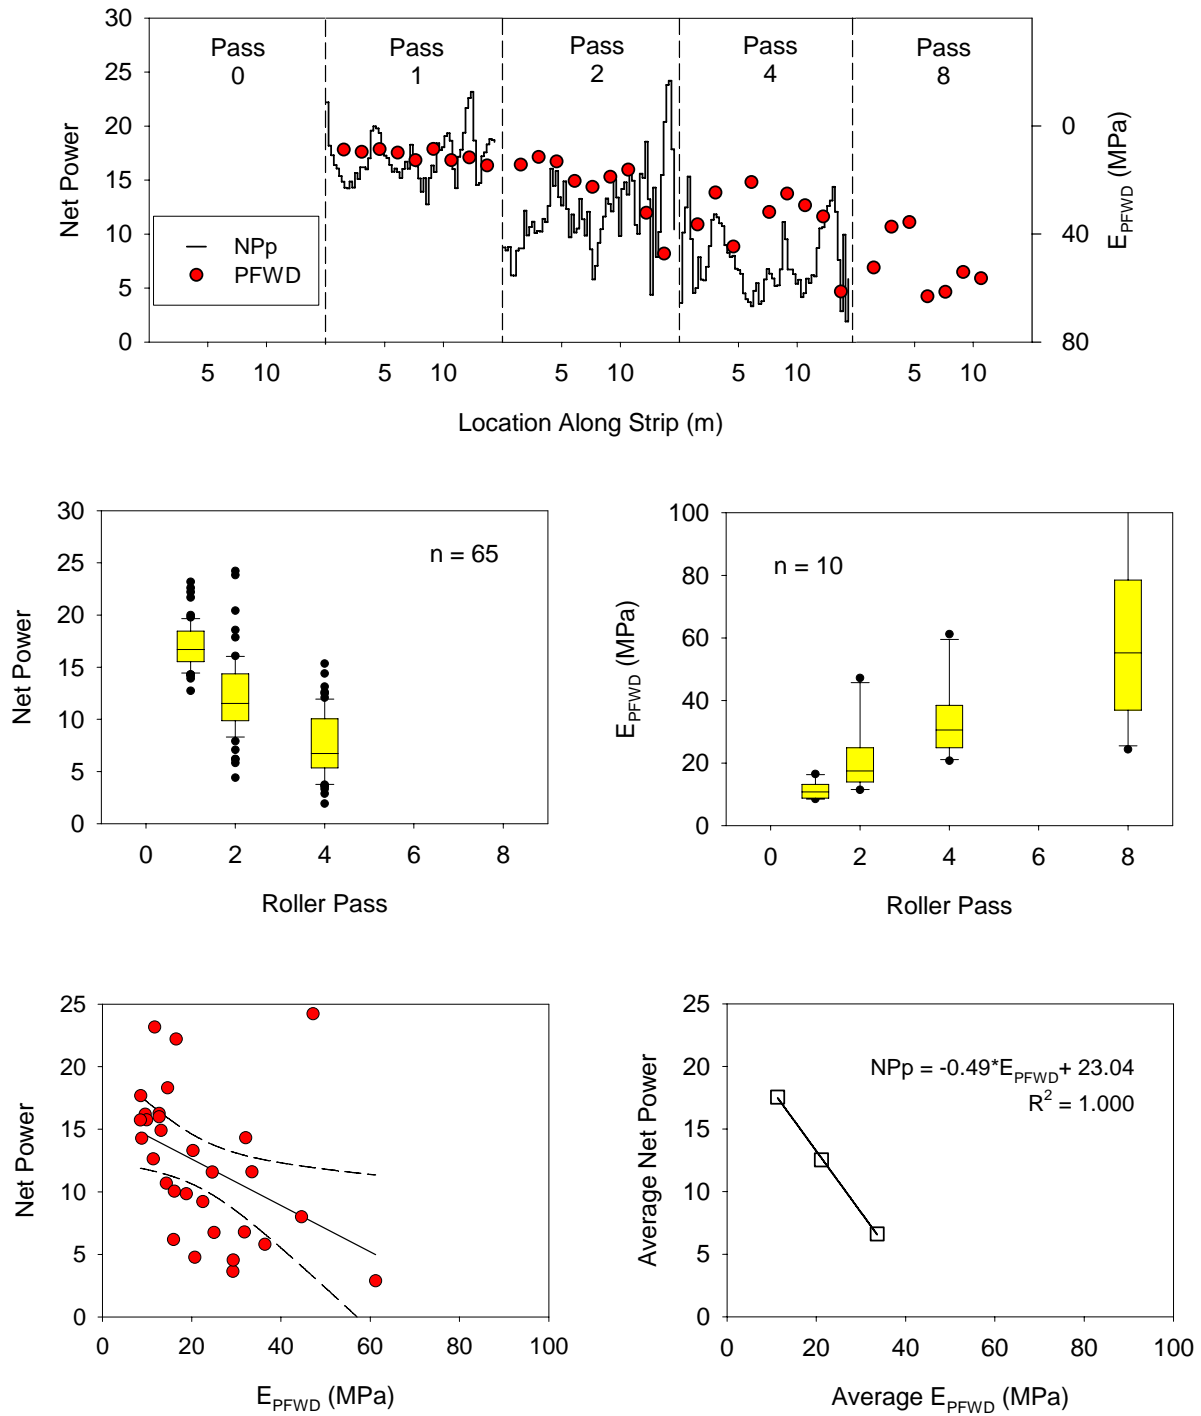 30
25
20
15
10
5
0
Net Power
Pass 0
Pass 1
Pass 2
Pass 4
Pass 8
NPp
PFWD
0
40
80
E_PFWD (MPa)
5 10 5 10 5 10 5 10 5 10
Location Along Strip (m)
30
25
20
15
10
5
0
Net Power
n = 65
0 2 4 6 8
Roller Pass
100
80
60
40
20
0
E_PFWD (MPa)
n = 10
0 2 4 6 8
Roller Pass
25
20
15
10
5
0
Net Power
0 20 40 60 80 100
E_PFWD (MPa)
25
20
15
10
5
0
Average Net Power
NPp = -0.49*E_PFWD+ 23.04
R² = 1.000
0 20 40 60 80 100
Average E_PFWD (MPa)